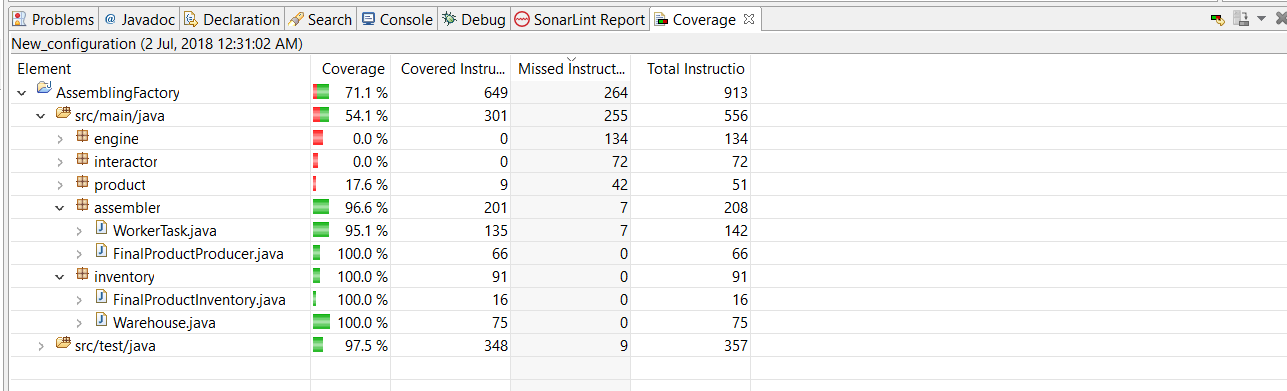 Problems @ Javadoc Declaration Search Console Debug SonarLint Report Coverage
New_configuration (2 Jul, 2018 12:31:02 AM)
Element Coverage Covered Instru... Missed Instruct... Total Instructio
AssemblingFactory 71.1 % 649 264 913
src/main/java 54.1 % 301 255 556
engine 0.0 % 0 134 134
interactor 0.0 % 0 72 72
product 17.6 % 9 42 51
assembler 96.6 % 201 7 208
WorkerTask.java 95.1 % 135 7 142
FinalProductProducer.java 100.0 % 66 0 66
inventory 100.0 % 91 0 91
FinalProductInventory.java 100.0 % 16 0 16
Warehouse.java 100.0 % 75 0 75
src/test/java 97.5 % 348 9 357